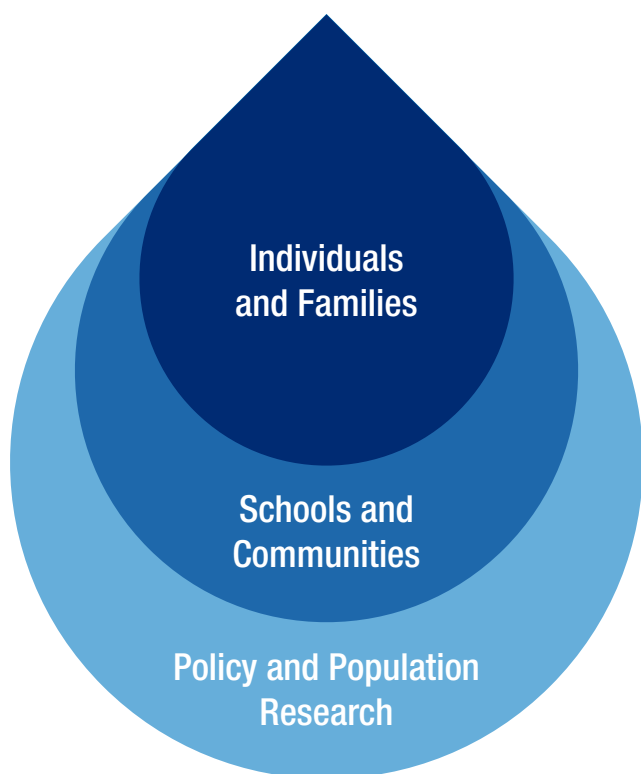 Individuals
and Families
Schools and
Communities
Policy and Population
Research